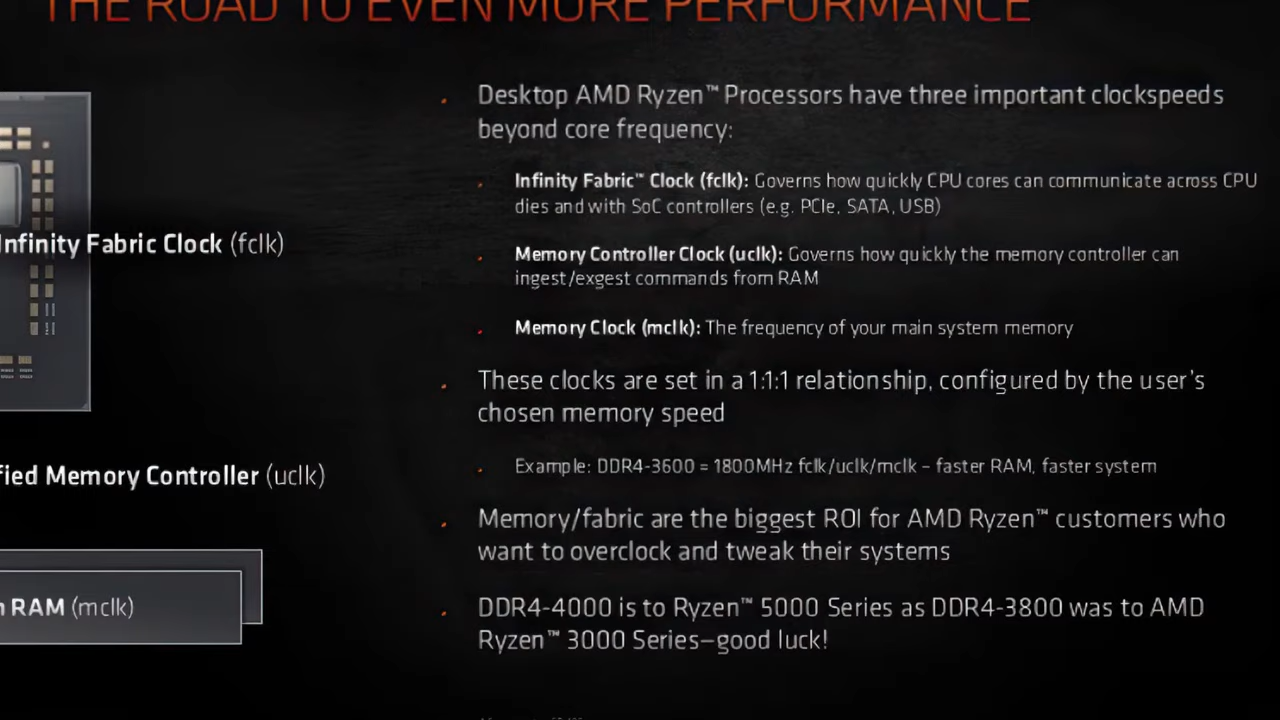 THE ROAD TO EVEN MORE PERFORMANCE
Desktop AMD Ryzen™ Processors have three important clockspeeds
beyond core frequency:
Infinity Fabric™ Clock (fclk): Governs how quickly CPU cores can communicate across CPU
dies and with SoC controllers (e.g. PCIe, SATA, USB)
Infinity Fabric Clock (fclk)
Memory Controller Clock (uclk): Governs how quickly the memory controller can
ingest/exgest commands from RAM
Memory Clock (mclk): The frequency of your main system memory
These clocks are set in a 1:1:1 relationship, configured by the user's
chosen memory speed
Example: DDR4-3600 = 1800MHz fclk/uclk/mclk – faster RAM, faster system
fied Memory Controller (uclk)
Memory/fabric are the biggest ROI for AMD Ryzen™ customers who
want to overclock and tweak their systems
RAM (mclk)
DDR4-4000 is to Ryzen™ 5000 Series as DDR4-3800 was to AMD
Ryzen™ 3000 Series–good luck!